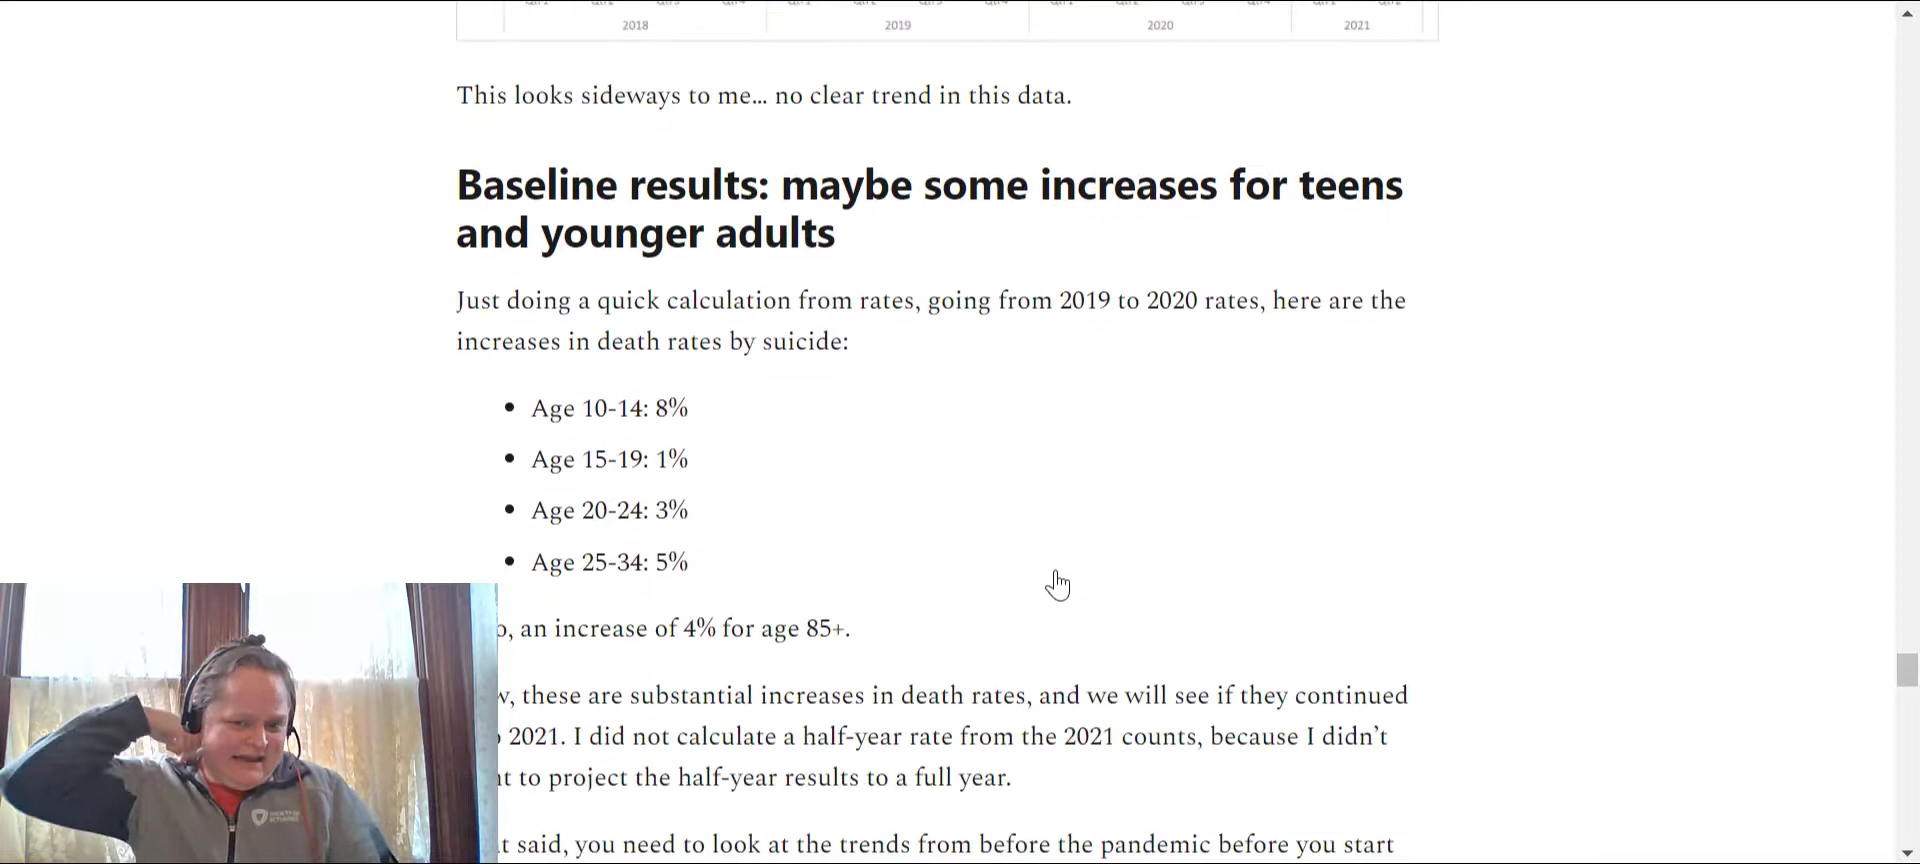 2018 2019 2020 2021
This looks sideways to me... no clear trend in this data.
Baseline results: maybe some increases for teens
and younger adults
Just doing a quick calculation from rates, going from 2019 to 2020 rates, here are the
increases in death rates by suicide:
• Age 10-14: 8%
• Age 15-19: 1%
• Age 20-24: 3%
• Age 25-34: 5%
, an increase of 4% for age 85+.
, these are substantial increases in death rates, and we will see if they continued
2021. I did not calculate a half-year rate from the 2021 counts, because I didn’t
to project the half-year results to a full year.
said, you need to look at the trends from before the pandemic before you start